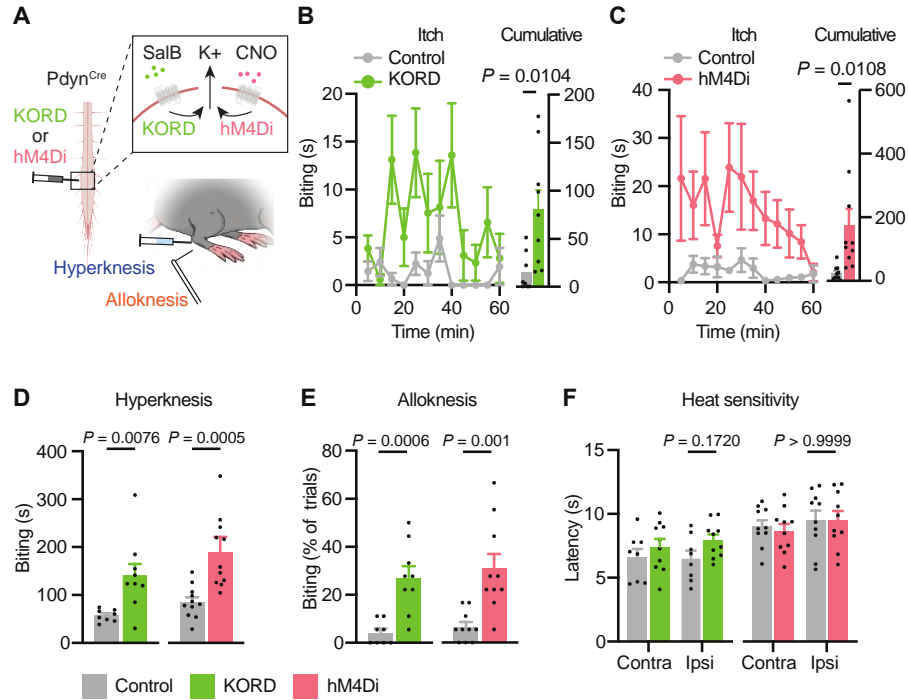 A
Pdyn^Cre
KORD
or
hM4Di
SalB K+ CNO
KORD hM4Di
Hyperknesis
Alloknesis
B
Itch Cumulative
Control
KORD
P = 0.0104
Biting (s)
20
15
10
5
0
0 20 40 60
Time (min)
200
150
100
50
0
C
Itch Cumulative
Control
hM4Di
P = 0.0108
Biting (s)
40
30
20
10
0
0 20 40 60
Time (min)
600
400
200
0
D
Hyperknesis
P = 0.0076 P = 0.0005
Biting (s)
400
300
200
100
0
E
Alloknesis
P = 0.0006 P = 0.001
Biting (% of trials)
80
60
40
20
0
F
Heat sensitivity
P = 0.1720 P > 0.9999
Latency (s)
15
10
5
0
Contra Ipsi Contra Ipsi
Control KORD hM4Di